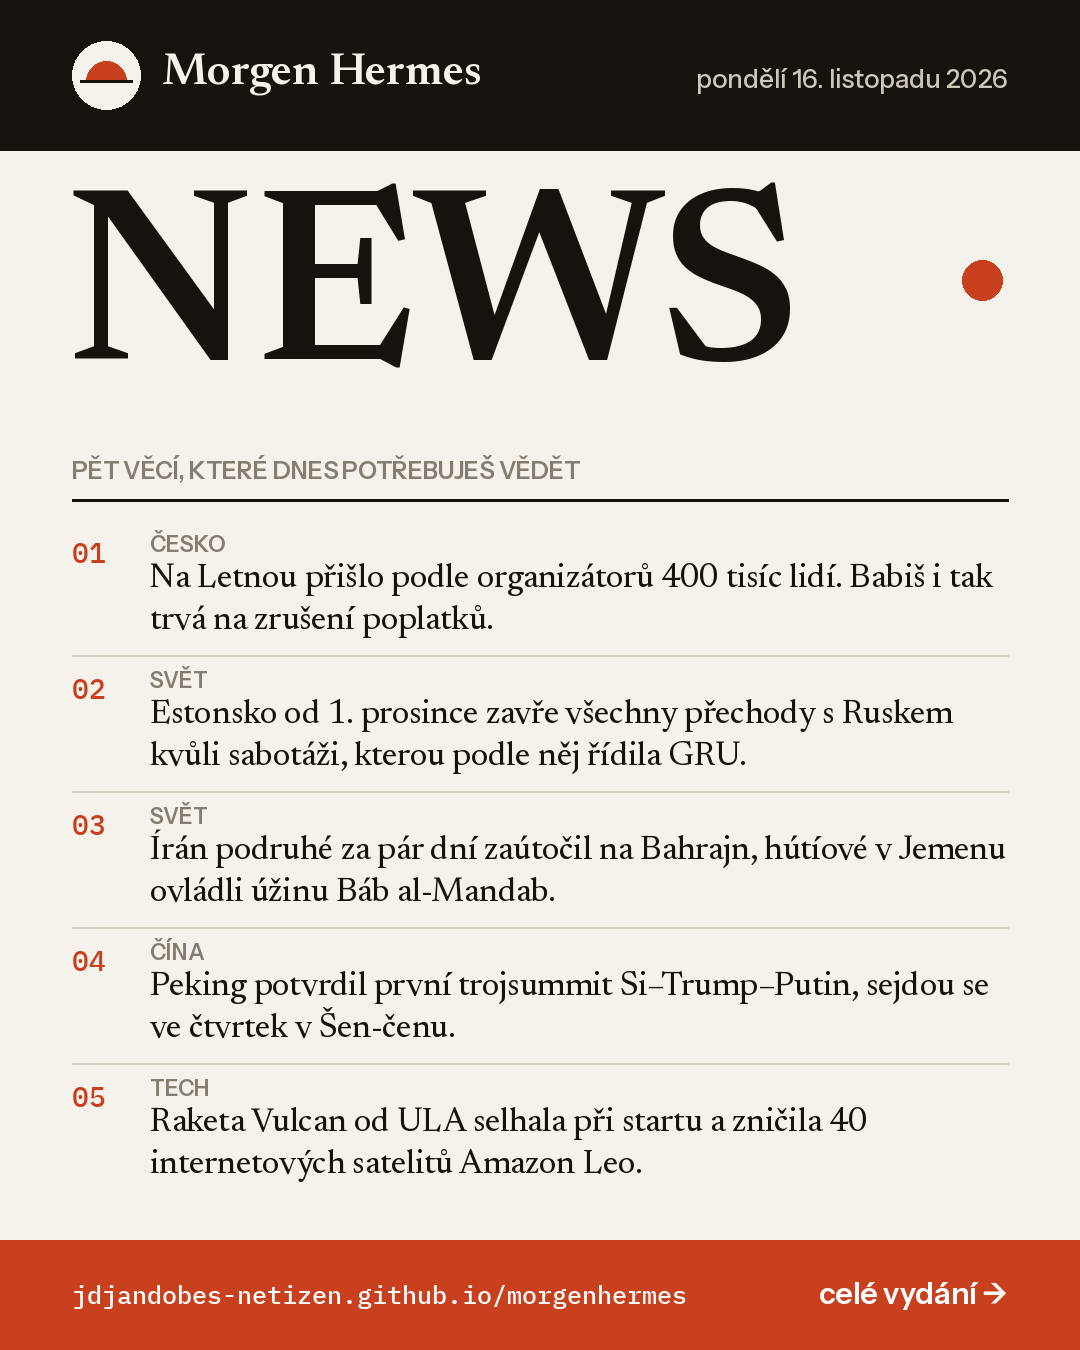 Morgen Hermes
pondělí 16. listopadu 2026
NEWS
PĚT VĚCÍ, KTERÉ DNES POTŘEBUJEŠ VĚDĚT
01
ČESKO
Na Letnou přišlo podle organizátorů 400 tisíc lidí. Babiš i tak
trvá na zrušení poplatků.
02
SVĚT
Estonsko od 1. prosince zavře všechny přechody s Ruskem
kvůli sabotáži, kterou podle něj řídila GRU.
03
SVĚT
Írán podruhé za pár dní zaútočil na Bahrajn, hútíové v Jemenu
ovládli úžinu Báb al-Mandab.
04
ČÍNA
Peking potvrdil první trojsummit Si–Trump–Putin, sejdou se
ve čtvrtek v Šen-čenu.
05
TECH
Raketa Vulcan od ULA selhala při startu a zničila 40
internetových satelitů Amazon Leo.
jdjandobes-netizen.github.io/morgenhermes
celé vydání →